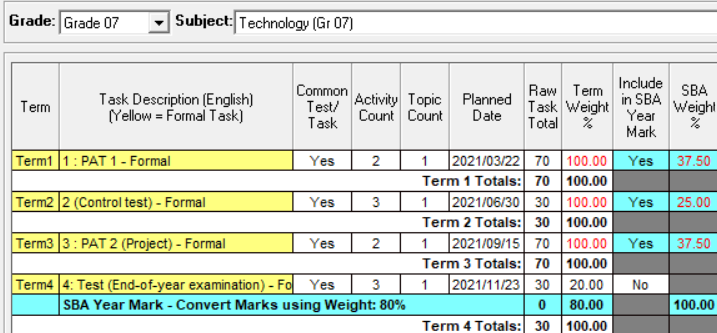 Grade: Grade 07 Subject: Technology (Gr 07)
Term Task Description (English) (Yellow = Formal Task) Common Test/ Task Activity Count Topic Count Planned Date Raw Task Total Term Weight % Include in SBA Year Mark SBA Weight %
Term1 1 : PAT 1 - Formal Yes 2 1 2021/03/22 70 100.00 Yes 37.50
Term 1 Totals: 70 100.00
Term2 2 (Control test) - Formal Yes 3 1 2021/06/30 30 100.00 Yes 25.00
Term 2 Totals: 30 100.00
Term3 3 : PAT 2 (Project) - Formal Yes 2 1 2021/09/15 70 100.00 Yes 37.50
Term 3 Totals: 70 100.00
Term4 4: Test (End-of-year examination) - Fo Yes 3 1 2021/11/23 30 20.00 No
SBA Year Mark - Convert Marks using Weight: 80% 0 80.00 100.00
Term 4 Totals: 30 100.00